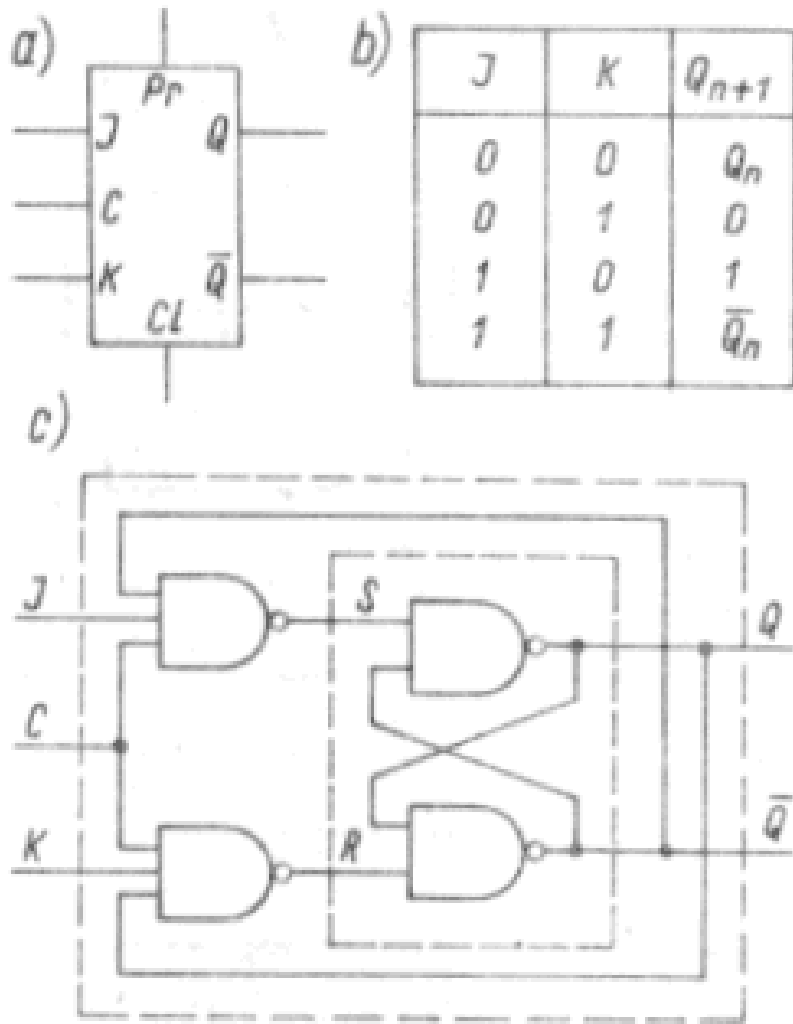 a)
Pr
J Q
C
K Q̅
Cl
b)
J K Qn+1
0 0 Qn
0 1 0
1 0 1
1 1 Q̅n
c)
J S Q
C
K R Q̅